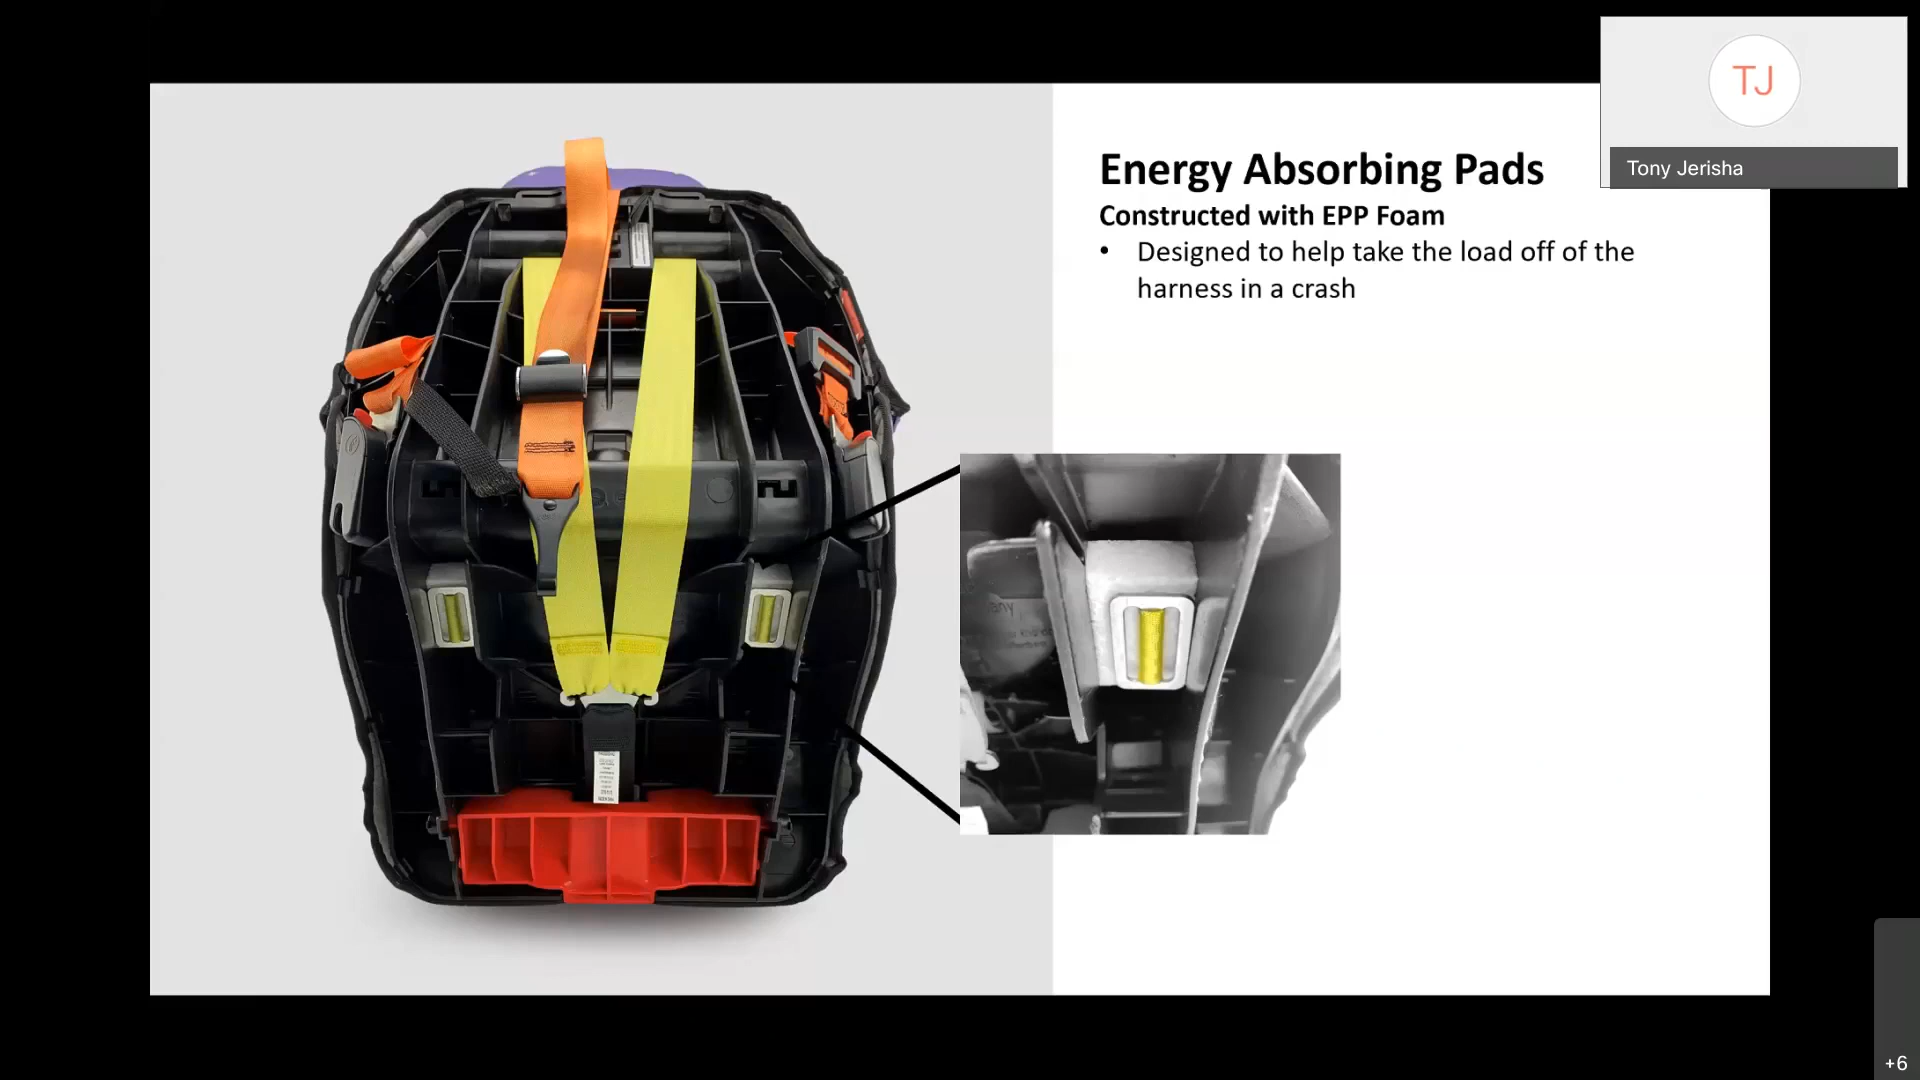 TJ
Tony Jerisha
Energy Absorbing Pads
Constructed with EPP Foam
• Designed to help take the load off of the
harness in a crash
+6